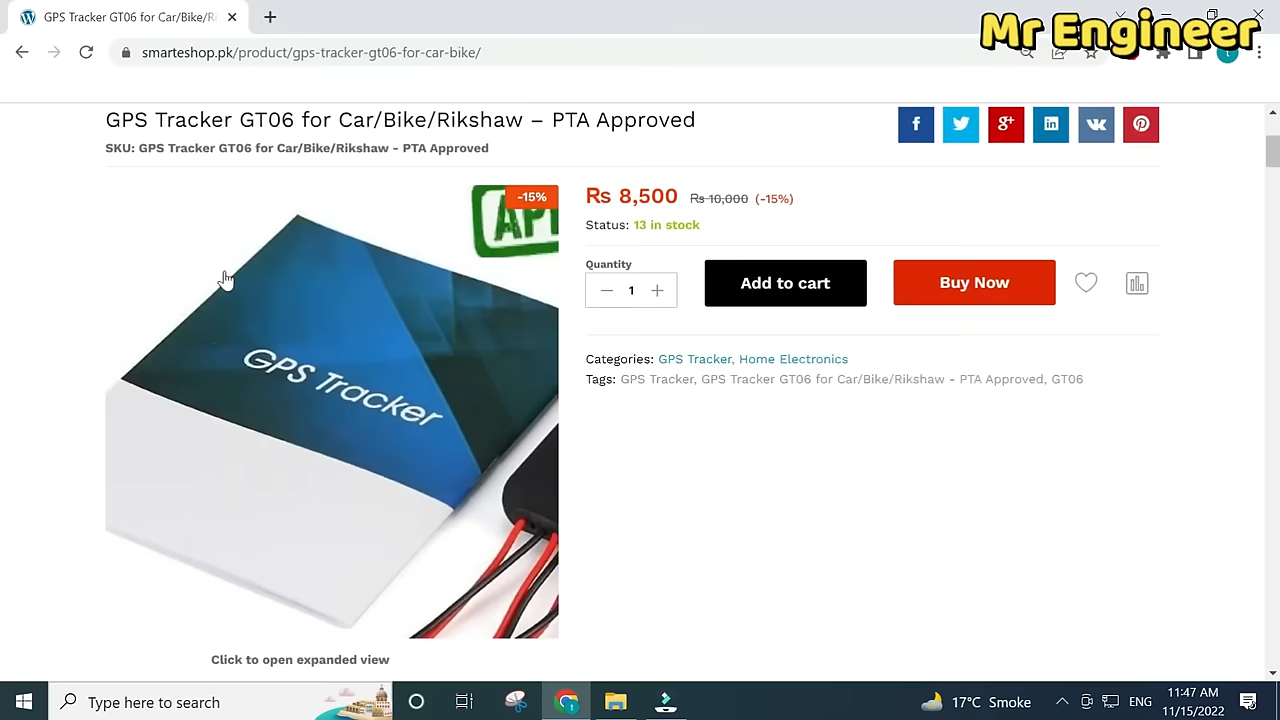 GPS Tracker GT06 for Car/Bike/R
Mr Engineer
smarteshop.pk/product/gps-tracker-gt06-for-car-bike/
GPS Tracker GT06 for Car/Bike/Rikshaw – PTA Approved
SKU: GPS Tracker GT06 for Car/Bike/Rikshaw - PTA Approved
-15%
₨ 8,500 ₨ 10,000 (-15%)
Status: 13 in stock
Quantity
1
Add to cart
Buy Now
GPS Tracker
Categories: GPS Tracker, Home Electronics
Tags: GPS Tracker, GPS Tracker GT06 for Car/Bike/Rikshaw - PTA Approved, GT06
Click to open expanded view
Type here to search
17°C Smoke
ENG
11:47 AM
11/15/2022